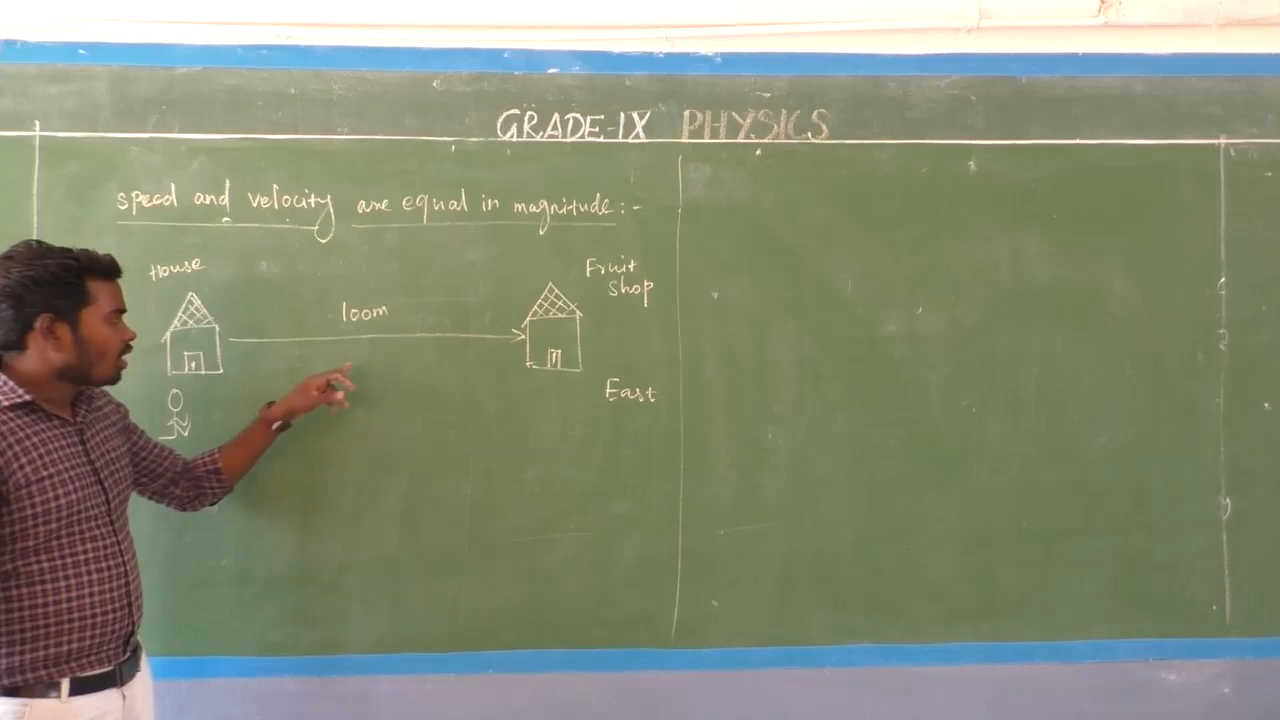 GRADE-IX PHYSICS
speed and velocity are equal in magnitude:-
House
Fruit
Shop
100m
East